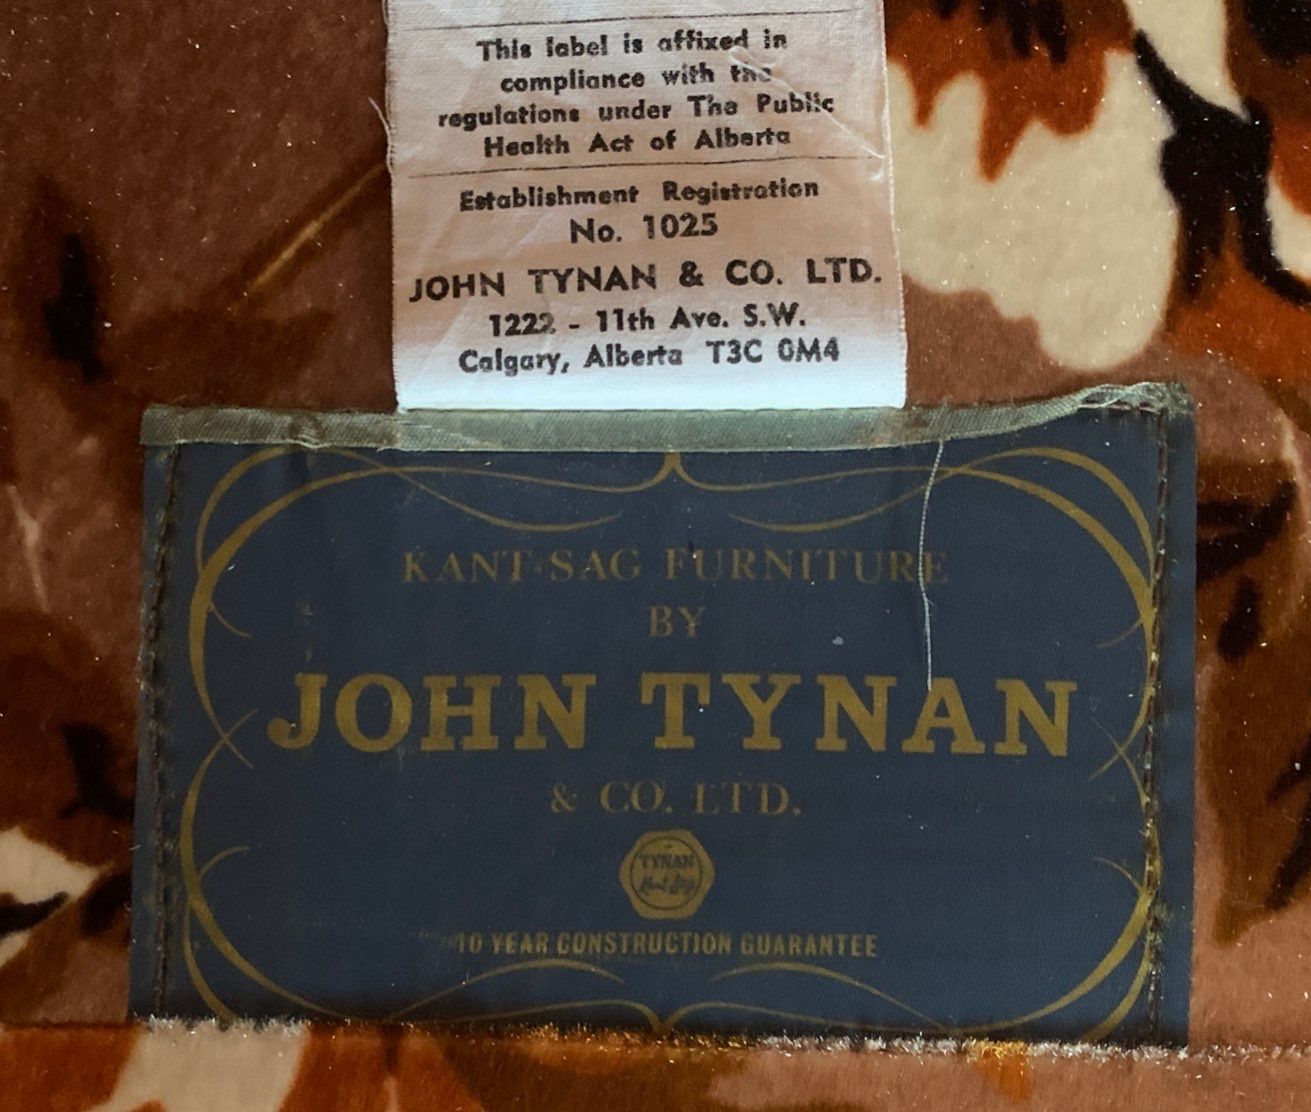 This label is affixed in
compliance with the
regulations under The Public
Health Act of Alberta
Establishment Registration
No. 1025
JOHN TYNAN & CO. LTD.
1222 - 11th Ave. S.W.
Calgary, Alberta T3C 0M4
KANT-SAG FURNITURE
BY
JOHN TYNAN
& CO. LTD.
TYNAN
Kant-Sag
10 YEAR CONSTRUCTION GUARANTEE